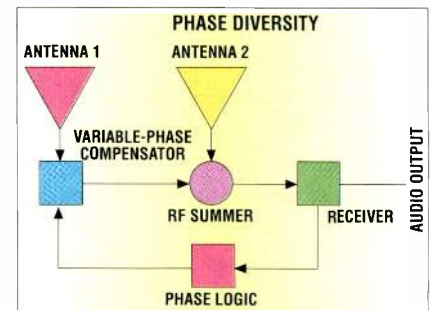 PHASE DIVERSITY
ANTENNA 1
ANTENNA 2
VARIABLE-PHASE
COMPENSATOR
RF SUMMER
RECEIVER
AUDIO OUTPUT
PHASE LOGIC